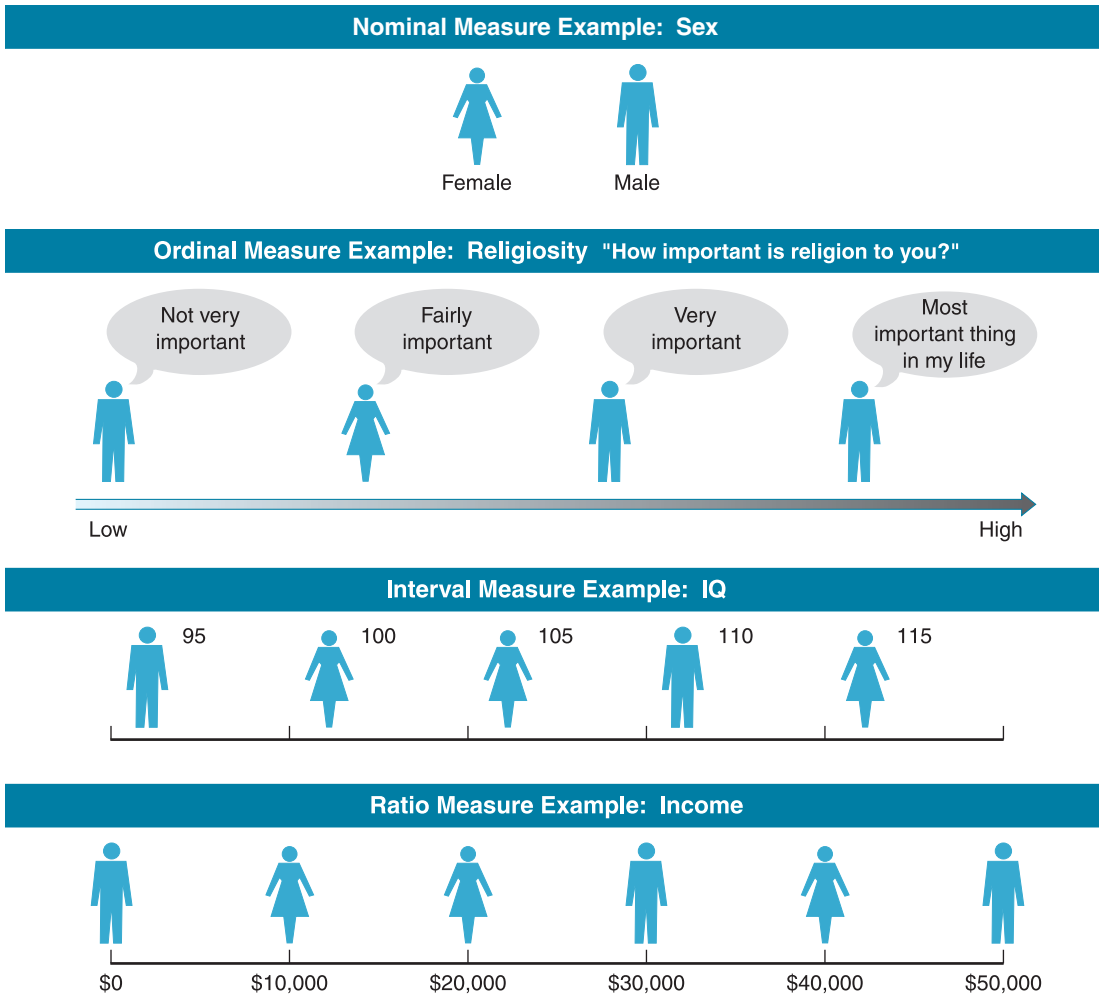 Nominal Measure Example: Sex
Female Male
Ordinal Measure Example: Religiosity "How important is religion to you?"
Not very
important
Fairly
important
Very
important
Most
important thing
in my life
Low High
Interval Measure Example: IQ
95 100 105 110 115
Ratio Measure Example: Income
$0 $10,000 $20,000 $30,000 $40,000 $50,000